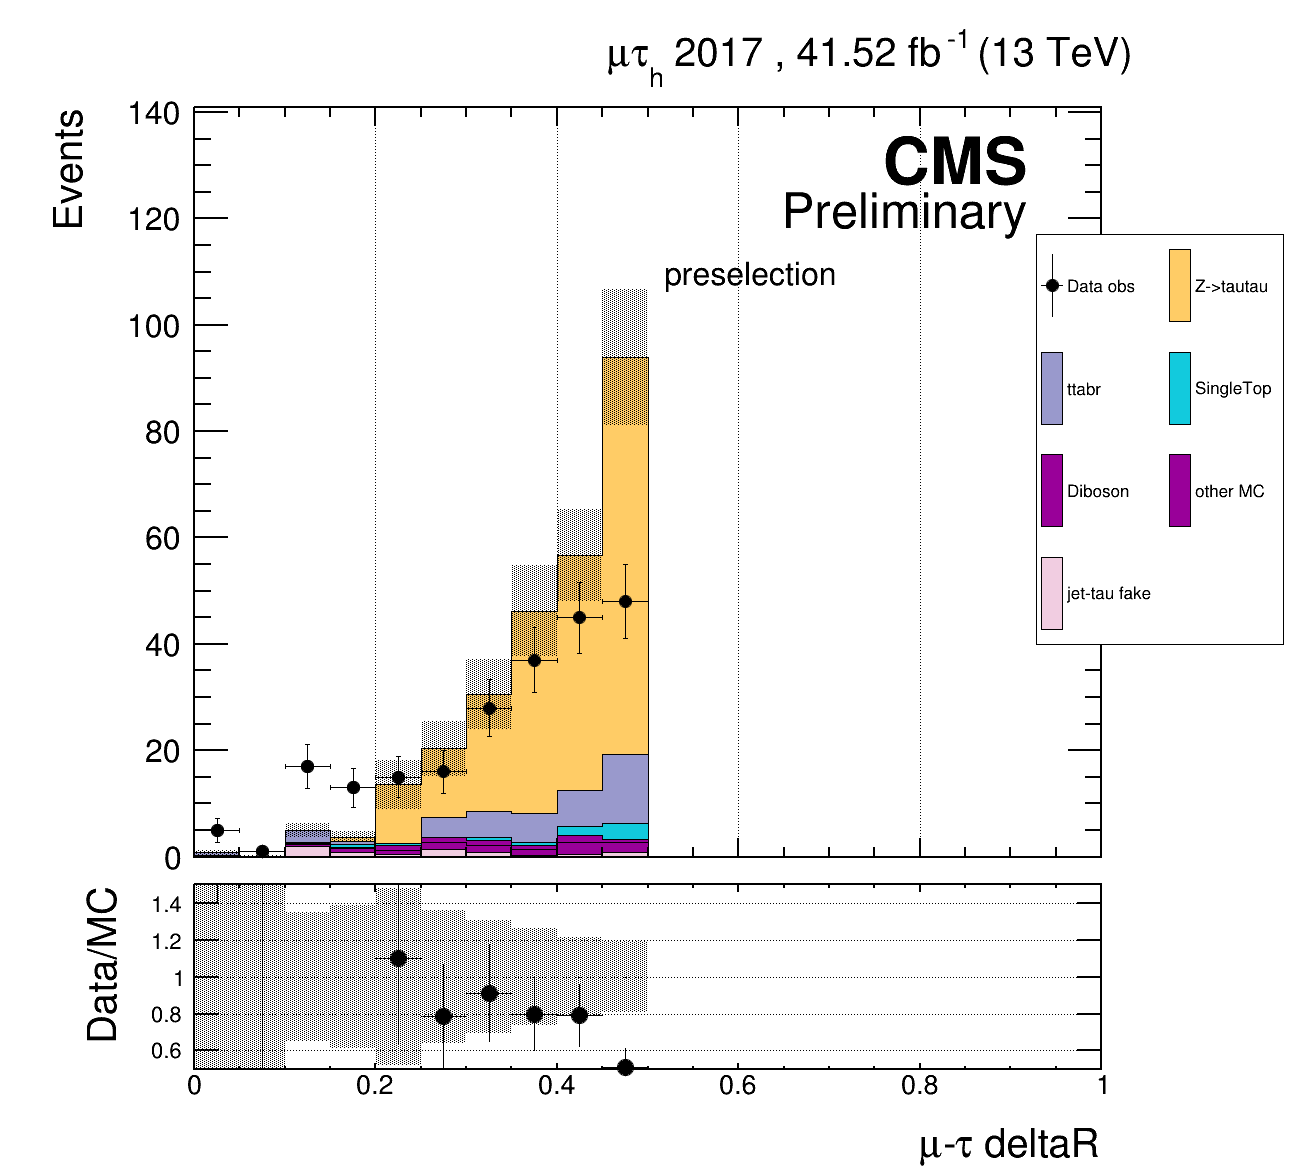 μτh 2017 , 41.52 fb-1 (13 TeV)
Events
140
120
100
80
60
40
20
0
CMS
Preliminary
preselection
Data obs
Z->tautau
ttabr
SingleTop
Diboson
other MC
jet-tau fake
Data/MC
1.4
1.2
1
0.8
0.6
0 0.2 0.4 0.6 0.8 1
μ-τ deltaR